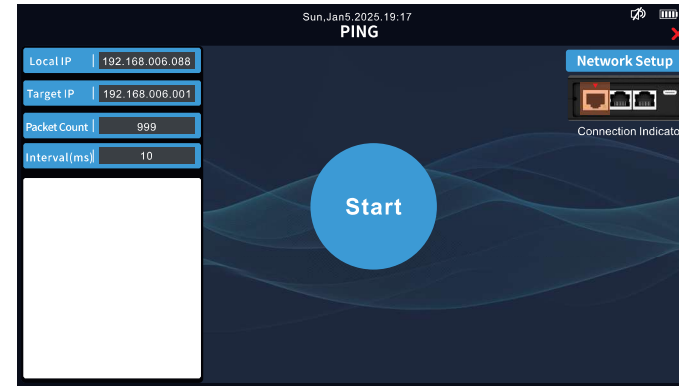 Sun,Jan5.2025.19:17
PING
Local IP 192.168.006.088
Target IP 192.168.006.001
Packet Count 999
Interval(ms) 10
Start
Network Setup
Connection Indicato